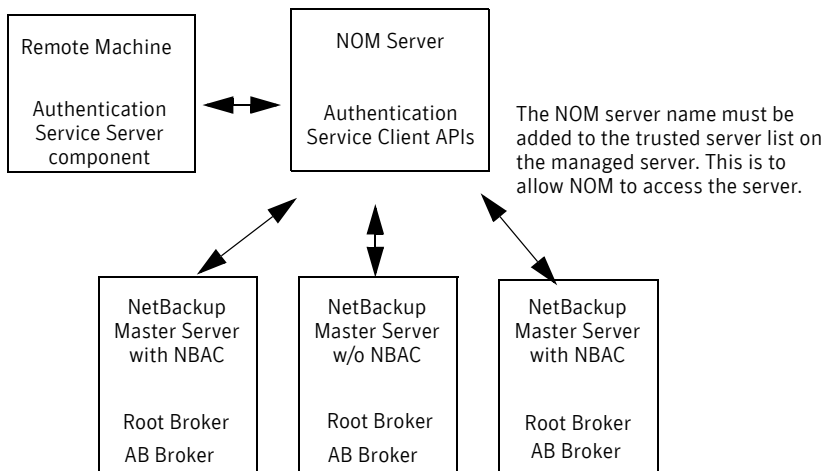 Remote Machine
Authentication
Service Server
component
NOM Server
Authentication
Service Client APIs
The NOM server name must be
added to the trusted server list on
the managed server. This is to
allow NOM to access the server.
NetBackup
Master Server
with NBAC
Root Broker
AB Broker
NetBackup
Master Server
w/o NBAC
Root Broker
AB Broker
NetBackup
Master Server
with NBAC
Root Broker
AB Broker